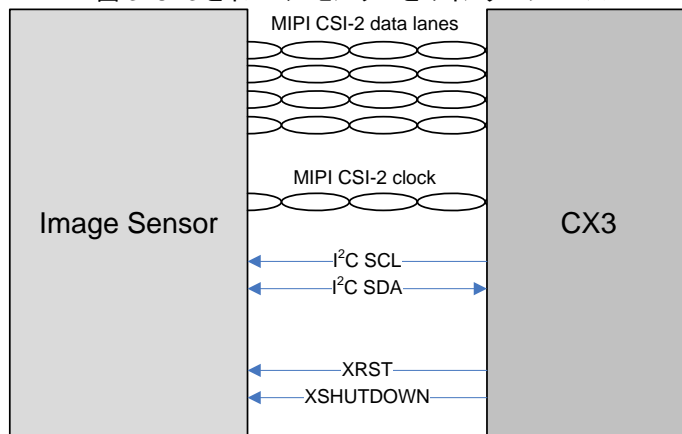 MIPI CSI-2 data lanes
MIPI CSI-2 clock
Image Sensor
CX3
I²C SCL
I²C SDA
XRST
XSHUTDOWN